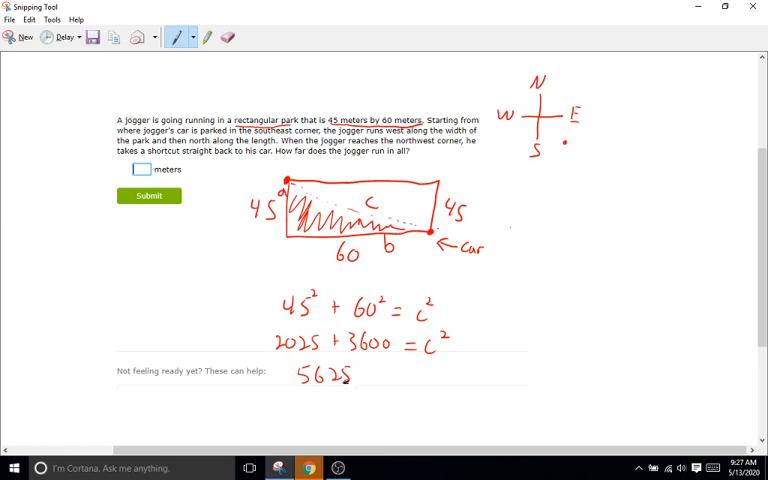 Snipping Tool
File Edit Tools Help
New Delay
N
W E
S
A jogger is going running in a rectangular park that is 45 meters by 60 meters. Starting from
where jogger's car is parked in the southeast corner, the jogger runs west along the width of
the park and then north along the length. When the jogger reaches the northwest corner, he
takes a shortcut straight back to his car. How far does the jogger run in all?
meters
Submit
a
45 c 45
60 b ← car
45² + 60² = c²
2025 + 3600 = c²
Not feeling ready yet? These can help:
5625
I'm Cortana. Ask me anything.
9:27 AM
5/13/2020